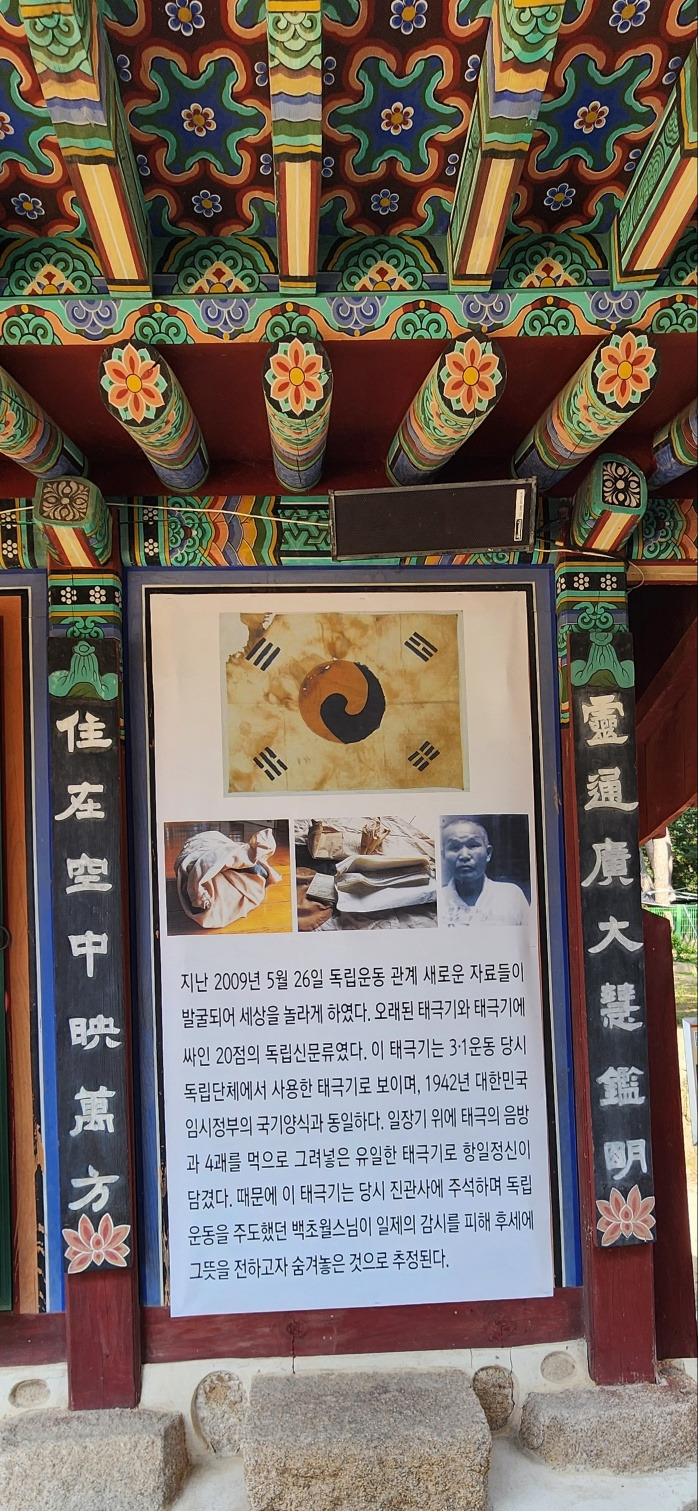 靈通廣大慧鑑明
住在空中映萬方
지난 2009년 5월 26일 독립운동 관계 새로운 자료들이
발굴되어 세상을 놀라게 하였다. 오래된 태극기와 태극기에
싸인 20점의 독립신문류였다. 이 태극기는 3·1운동 당시
독립단체에서 사용한 태극기로 보이며, 1942년 대한민국
임시정부의 국기양식과 동일하다. 일장기 위에 태극의 음방
과 4괘를 먹으로 그려넣은 유일한 태극기로 항일정신이
담겼다. 때문에 이 태극기는 당시 진관사에 주석하며 독립
운동을 주도했던 백초월스님이 일제의 감시를 피해 후세에
그뜻을 전하고자 숨겨놓은 것으로 추정된다.